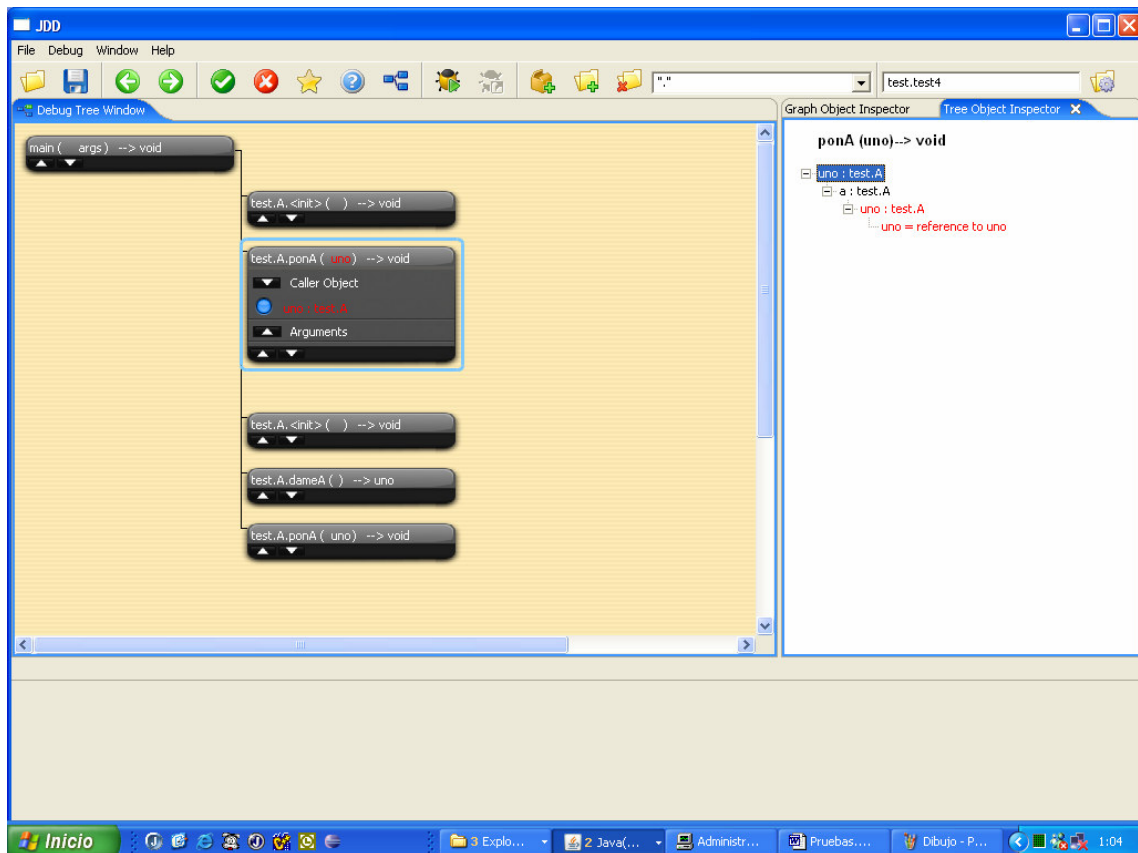 JDD
File Debug Window Help
"." test.test4
Debug Tree Window
Graph Object Inspector Tree Object Inspector X
main ( args) --> void
test.A.<init> ( ) --> void
test.A.ponA ( uno) --> void
Caller Object
uno : test.A
Arguments
test.A.<init> ( ) --> void
test.A.dameA ( ) --> uno
test.A.ponA ( uno) --> void
ponA (uno)--> void
uno : test.A
a : test.A
uno : test.A
uno = reference to uno
Inicio 3 Explo... 2 Java(... Administr... Pruebas.... Dibujo - P... 1:04